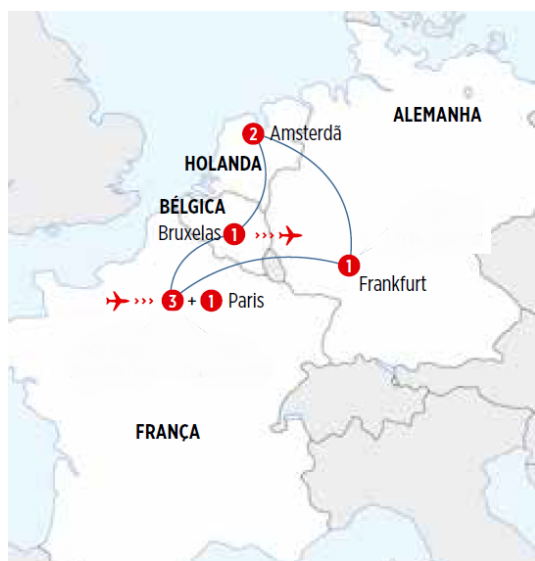 ALEMANHA
2 Amsterdã
HOLANDA
BÉLGICA
Bruxelas 1 ›››
1
Frankfurt
››› 3 + 1 Paris
FRANÇA